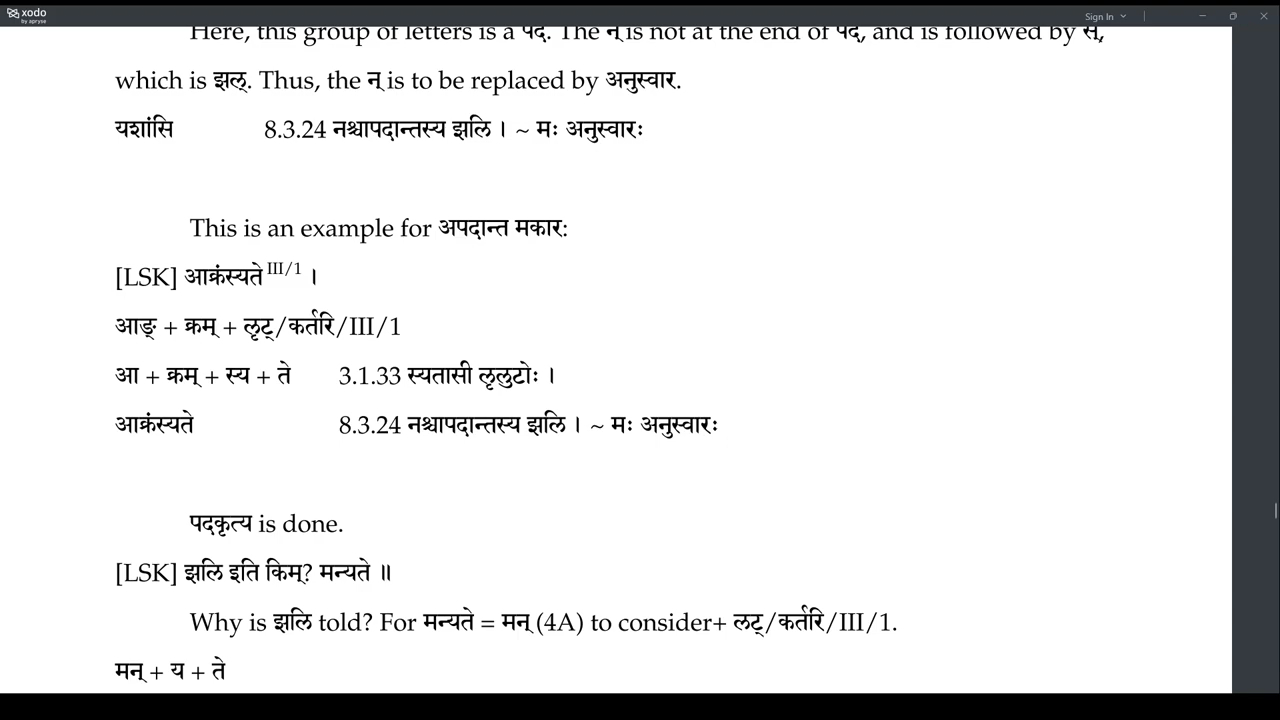 xodo
by apryse
Sign In
Here, this group of letters is a पद. The न् is not at the end of पद, and is followed by स्,
which is झल्. Thus, the न् is to be replaced by अनुस्वार.
यशांसि 8.3.24 नश्चापदान्तस्य झलि । ~ मः अनुस्वारः
This is an example for अपदान्त मकार:
[LSK] आक्रंस्यते III/1 ।
आङ् + क्रम् + लृट्/कर्तरि/III/1
आ + क्रम् + स्य + ते 3.1.33 स्यतासी लृलुटोः ।
आक्रंस्यते 8.3.24 नश्चापदान्तस्य झलि । ~ मः अनुस्वारः
पदकृत्य is done.
[LSK] झलि इति किम्? मन्यते ॥
Why is झलि told? For मन्यते = मन् (4A) to consider+ लट्/कर्तरि/III/1.
मन् + य + ते